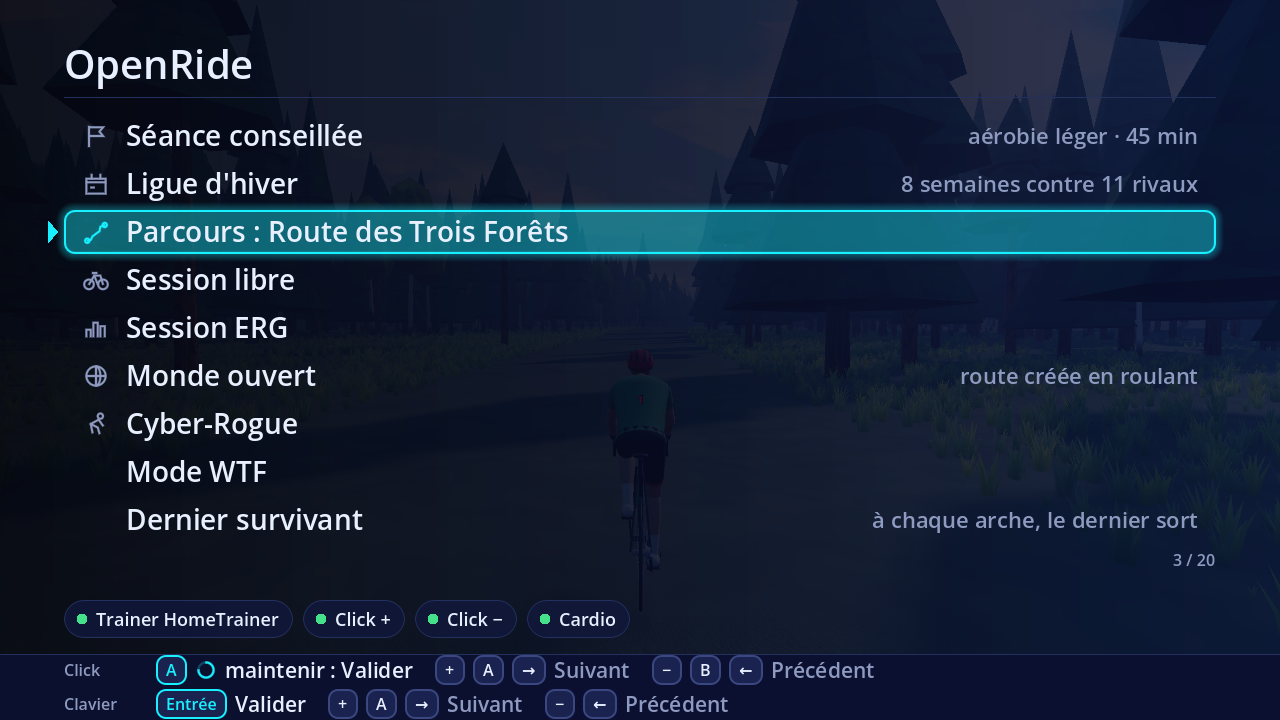 OpenRide
Séance conseillée aérobie léger · 45 min
Ligue d'hiver 8 semaines contre 11 rivaux
Parcours : Route des Trois Forêts
Session libre
Session ERG
Monde ouvert route créée en roulant
Cyber-Rogue
Mode WTF
Dernier survivant à chaque arche, le dernier sort
3 / 20
Trainer HomeTrainer Click + Click − Cardio
Click A maintenir : Valider + A → Suivant − B ← Précédent
Clavier Entrée Valider + A → Suivant − ← Précédent